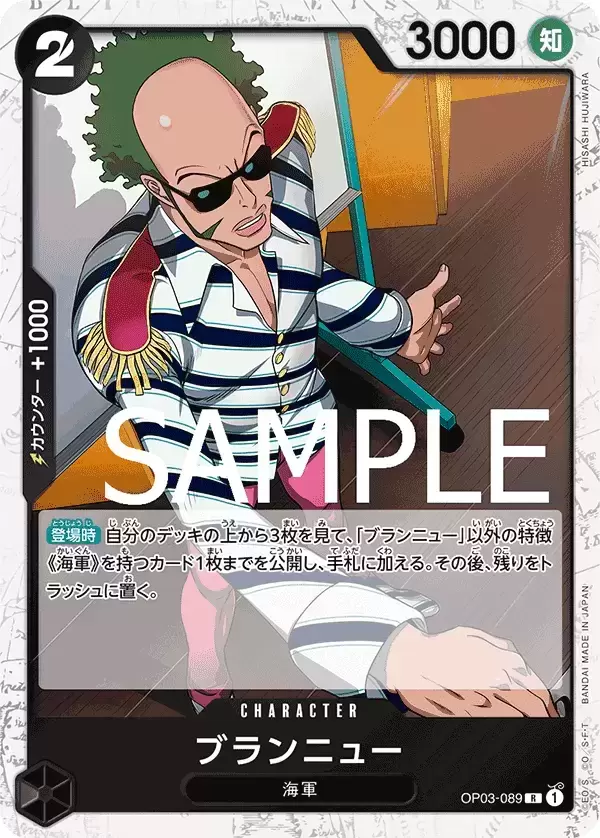 2
3000
知
HISASHI HUJIWARA
カウンター +1000
SAMPLE
登場時 自分のデッキの上から3枚を見て、「ブランニュー」以外の特徴
《海軍》を持つカード1枚までを公開し、手札に加える。その後、残りをト
ラッシュに置く。
CHARACTER
ブランニュー
海軍
OP03-089 R 1
©E.O/S. ©O/S・F・T BANDAI MADE IN JAPAN